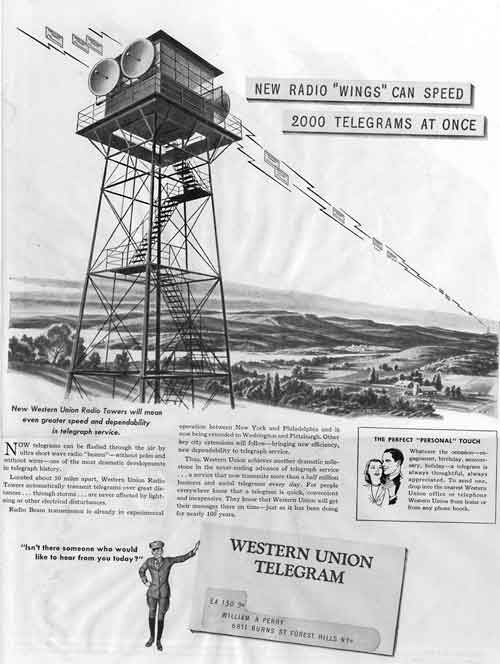 NEW RADIO "WINGS" CAN SPEED
2000 TELEGRAMS AT ONCE
New Western Union Radio Towers will mean
even greater speed and dependability
in telegraph service.
NOW telegrams can be flashed through the air by
ultra short wave radio "beams"—without poles and
without wires—one of the most dramatic developments
in telegraph history.
Located about 30 miles apart, Western Union Radio
Towers automatically transmit telegrams over great dis-
tances . . . through storms . . . are never affected by light-
ning or other electrical disturbances.
Radio Beam transmission is already in experimental
operation between New York and Philadelphia and is
now being extended to Washington and Pittsburgh. Other
key city extensions will follow—bringing new efficiency,
new dependability to telegraph service.
Thus, Western Union achieves another dramatic mile-
stone in the never-ending advance of telegraph service
. . . a service that now transmits more than a half million
business and social telegrams every day. For people
everywhere know that a telegram is quick, convenient
and inexpensive. They know that Western Union will get
their messages there on time—just as it has been doing
for nearly 100 years.
THE PERFECT "PERSONAL" TOUCH
Whatever the occasion—en-
gagement, birthday, anniver-
sary, holiday—a telegram is
always thoughtful, always
appreciated. To send one,
drop into the nearest Western
Union office or telephone
Western Union from home or
from any phone booth.
"Isn't there someone who would
like to hear from you today?"
WESTERN UNION
TELEGRAM
EA 130
WILLIAM A PERRY
6811 BURNS ST FOREST HILLS NY=